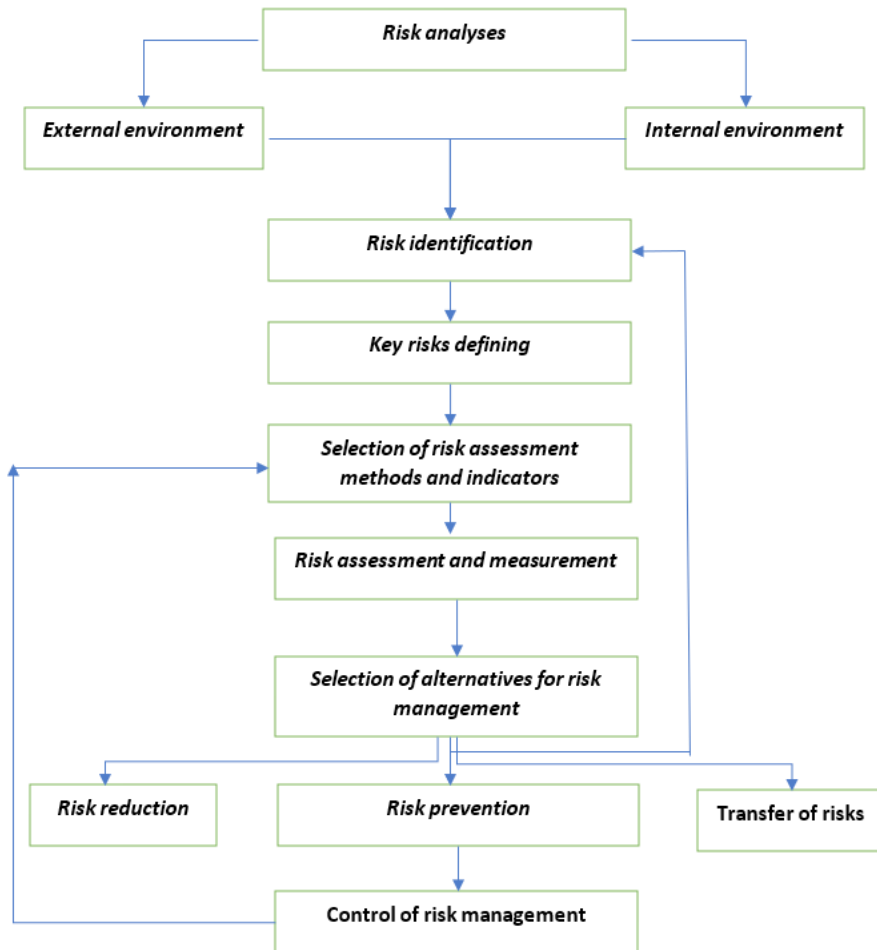 Risk analyses
External environment
Internal environment
Risk identification
Key risks defining
Selection of risk assessment
methods and indicators
Risk assessment and measurement
Selection of alternatives for risk
management
Risk reduction
Risk prevention
Transfer of risks
Control of risk management